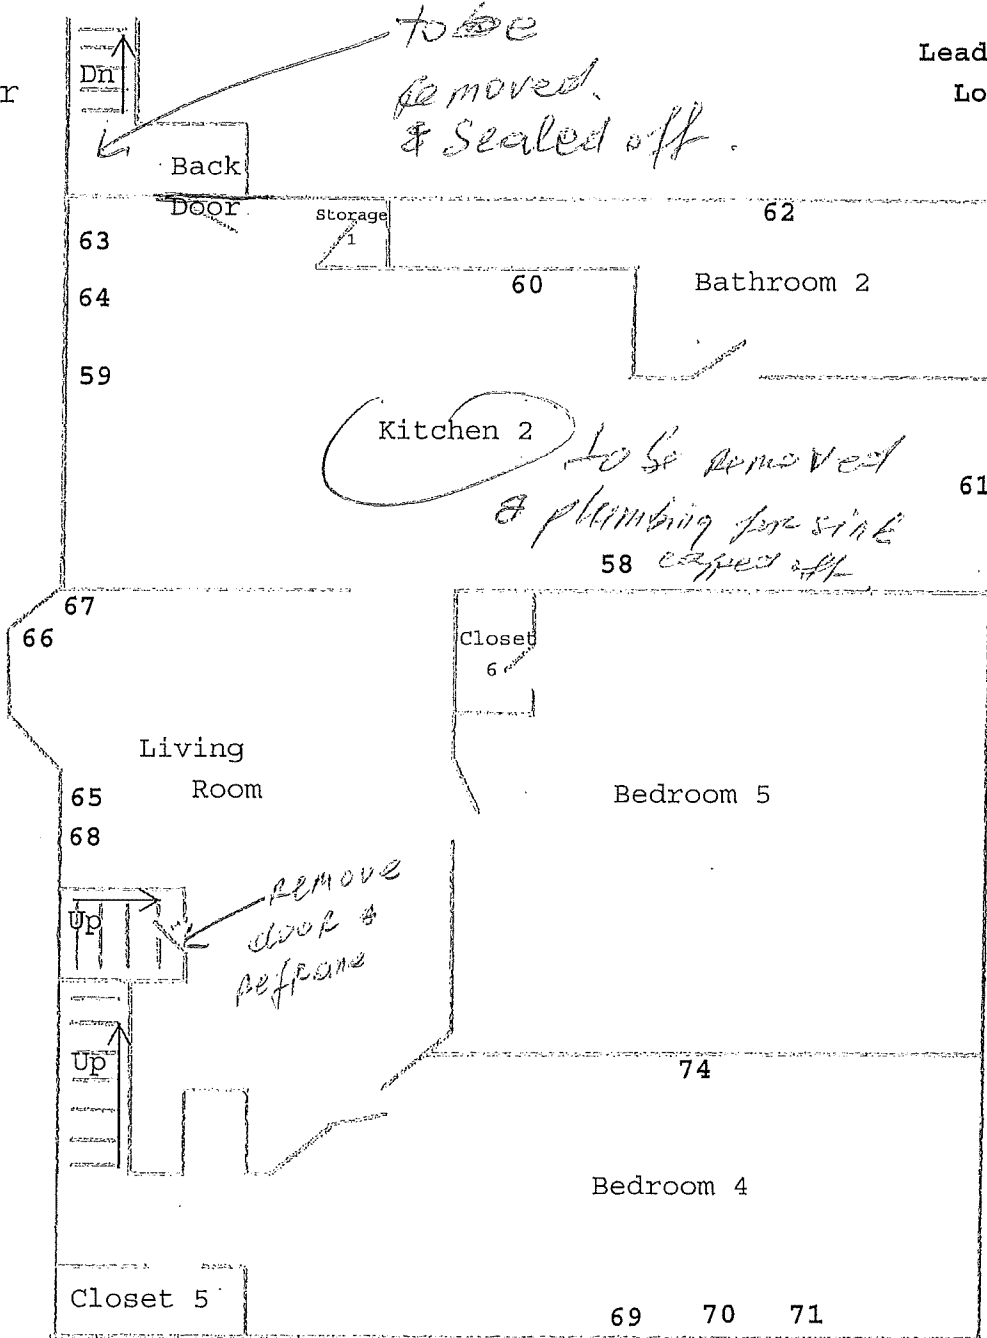 to be
Lead
removed.
Lo
r
Dn
& Sealed off.
Back
Door
Storage
1
62
63
Bathroom 2
60
64
59
Kitchen 2
to be removed
61
& plumbing for sink
58 capped off
67
66
Closet
6
Living
Room
Bedroom 5
65
68
remove
door &
reframe
Up
Up
74
Bedroom 4
Closet 5
69 70 71